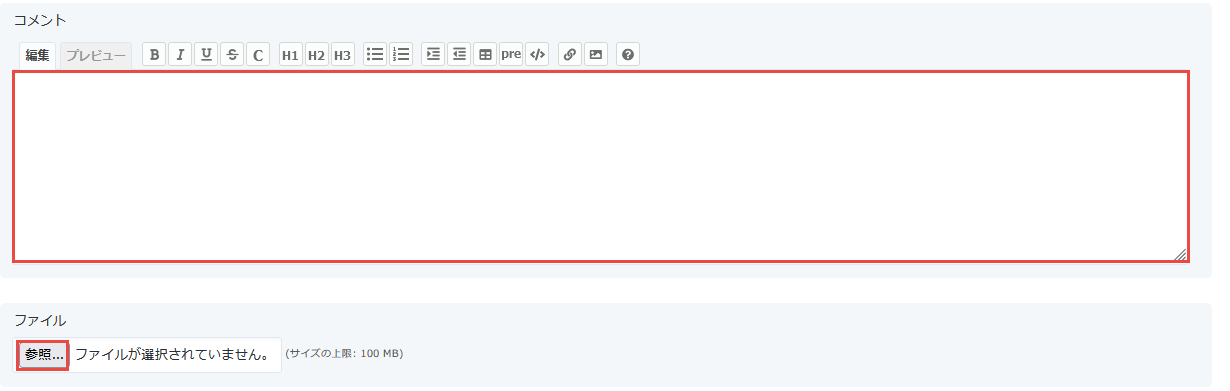 コメント
編集 プレビュー B I U S C H1 H2 H3 pre </> ?
ファイル
参照... ファイルが選択されていません。 (サイズの上限: 100 MB)